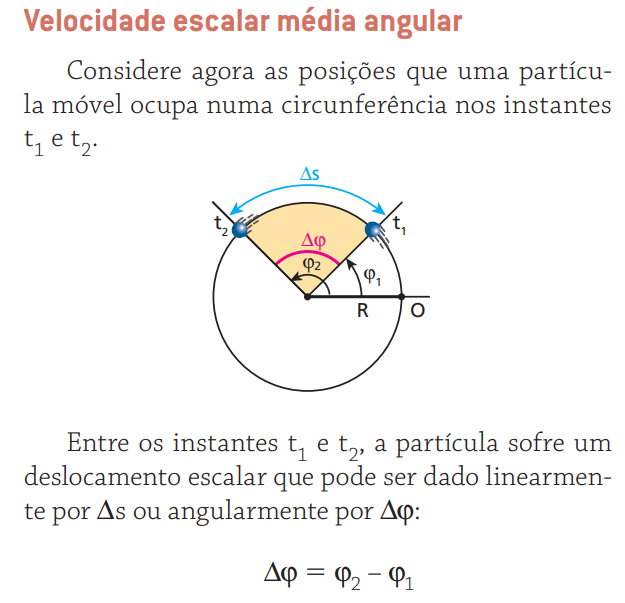 Velocidade escalar média angular
Considere agora as posições que uma partícu-
la móvel ocupa numa circunferência nos instantes
t₁ e t₂.
Δs
t₂
t₁
Δφ
φ₂
φ₁
R
O
Entre os instantes t₁ e t₂, a partícula sofre um
deslocamento escalar que pode ser dado linearmen-
te por Δs ou angularmente por Δφ:
Δφ = φ₂ – φ₁